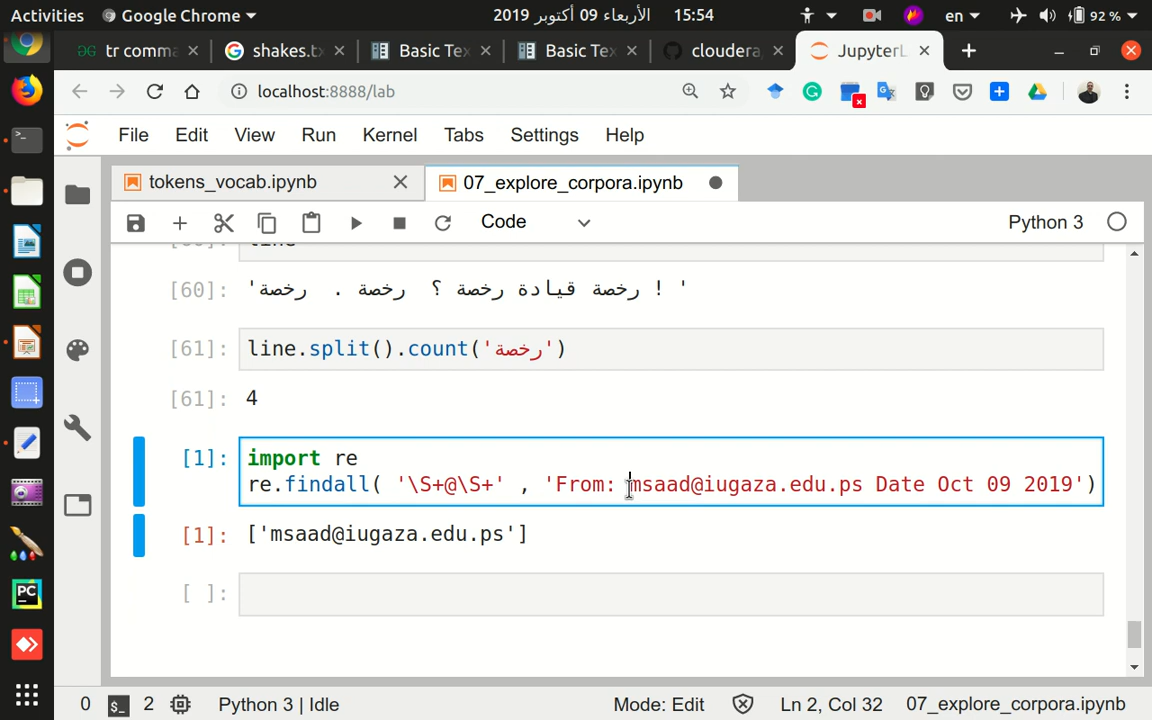 Activities Google Chrome الأربعاء 09 أكتوبر 2019 15:54 en 92 %
tr comma shakes.tx Basic Tex Basic Tex cloudera, JupyterL
localhost:8888/lab
File Edit View Run Kernel Tabs Settings Help
tokens_vocab.ipynb 07_explore_corpora.ipynb
Code Python 3
[60]: '! رخصة قيادة رخصة ؟ رخصة . رخصة '
[61]: line.split().count('رخصة')
[61]: 4
[1]: import re
re.findall( '\S+@\S+' , 'From: msaad@iugaza.edu.ps Date Oct 09 2019')
[1]: ['msaad@iugaza.edu.ps']
[ ]:
0 $_ 2 Python 3 | Idle Mode: Edit Ln 2, Col 32 07_explore_corpora.ipynb